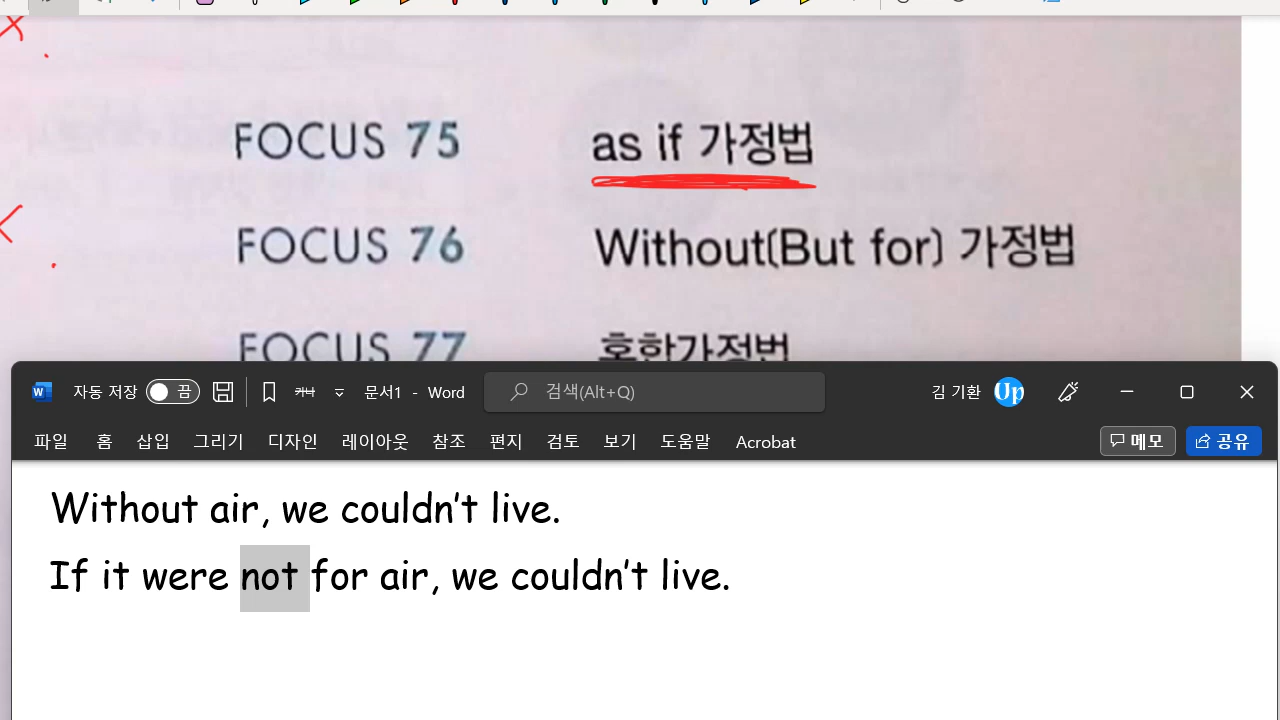 FOCUS 75 as if 가정법
FOCUS 76 Without(But for) 가정법
FOCUS 77 혼합가정법
자동 저장 끔 가나 문서1 - Word 검색(Alt+Q) 김 기환 Up
파일 홈 삽입 그리기 디자인 레이아웃 참조 편지 검토 보기 도움말 Acrobat 메모 공유
Without air, we couldn't live.
If it were not for air, we couldn't live.